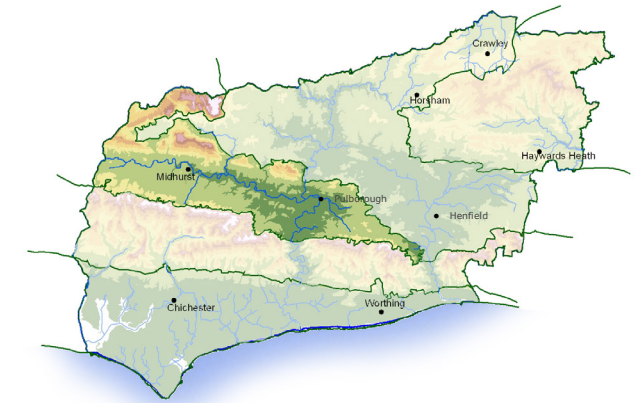 Crawley
Horsham
Haywards Heath
Midhurst
Pulborough
Henfield
Chichester
Worthing